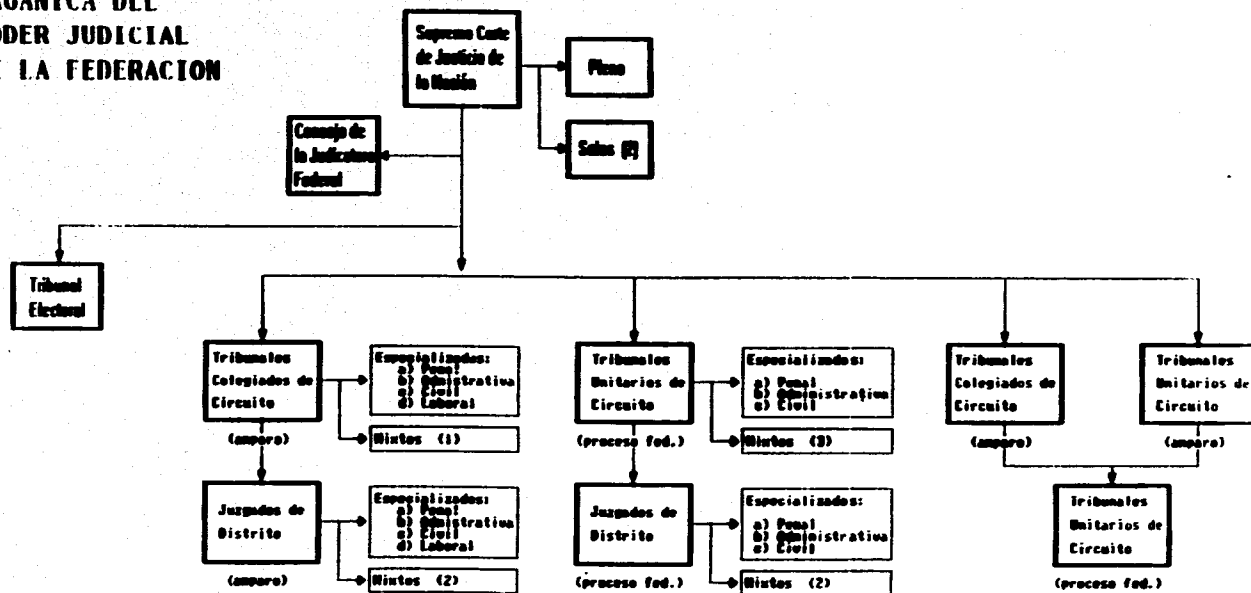 DEL
JUDICIAL
LA FEDERACION
Suprema Corte
de Justicia de
la Nación
Pleno
Salas (2)
Consejo de
la Judicatura
Federal
Tribunal
Electoral
Tribunales
Colegiados de
Circuito
(amparo)
Especializados:
a) Penal
b) Admistrativa
c) Civil
d) Laboral
Mixtos (1)
Juzgados de
Distrito
(amparo)
Especializados:
a) Penal
b) Admistrativa
c) Civil
d) Laboral
Mixtos (2)
Tribunales
Unitarios de
Circuito
(proceso fed.)
Especializados:
a) Penal
b) Administrativa
c) Civil
Mixtos (3)
Juzgados de
Distrito
(proceso fed.)
Especializados:
a) Penal
b) Administrativa
c) Civil
Mixtos (2)
Tribunales
Colegiados de
Circuito
(amparo)
Tribunales
Unitarios de
Circuito
(amparo)
Tribunales
Unitarios de
Circuito
(proceso fed.)